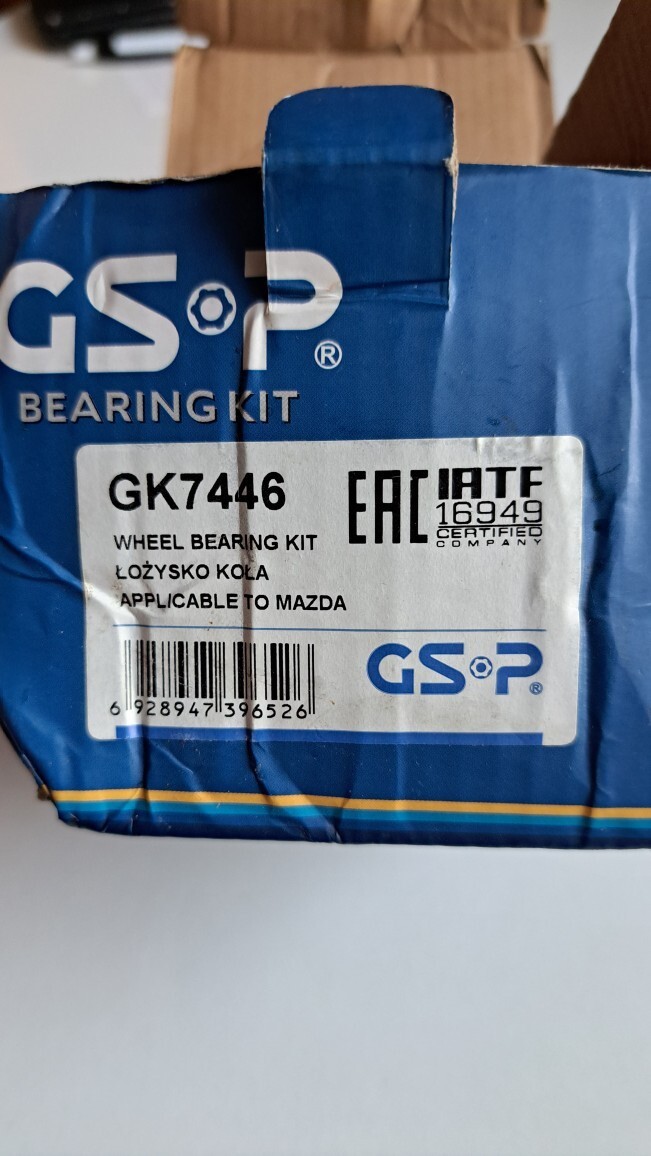 GS P®
BEARING KIT
GK7446
EAC
IATF
16949
CERTIFIED
COMPANY
WHEEL BEARING KIT
ŁOŻYSKO KOŁA
APPLICABLE TO MAZDA
6 928947 396526
GS P®